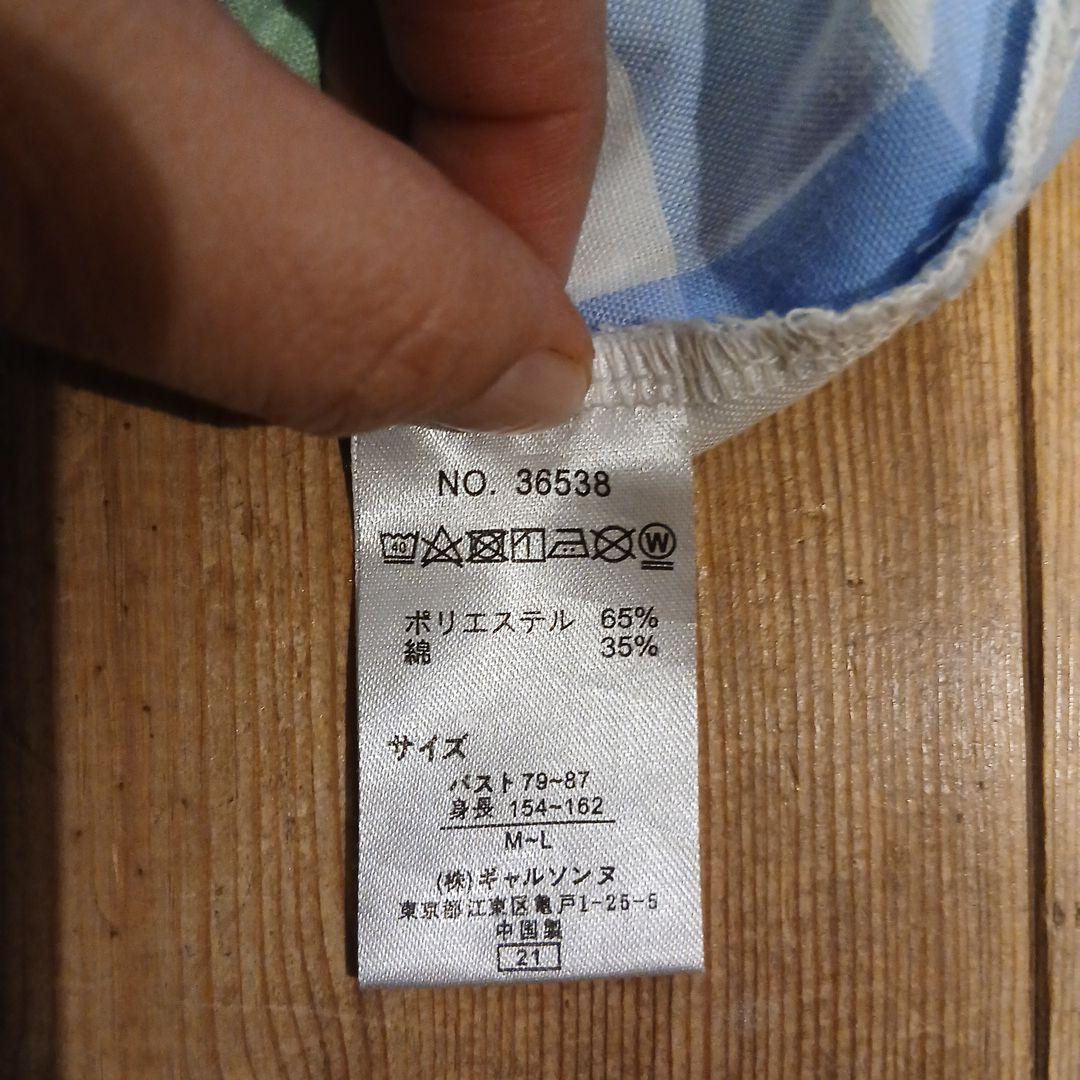 NO. 36538
40 W
ポリエステル 65%
綿 35%
サイズ
バスト79~87
身長 154~162
M~L
(株)ギャルソンヌ
東京都江東区亀戸1-25-5
中国製
21